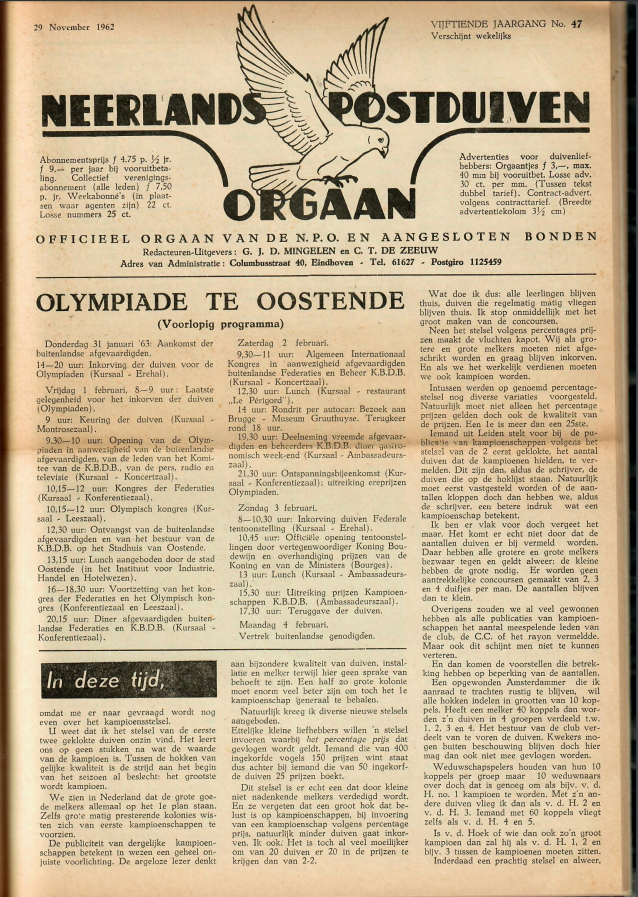 29 November 1962
VIJFTIENDE JAARGANG No. 47
Verschijnt wekelijks
NEERLANDS POSTDUIVEN
ORGAAN
Abonnementsprijs ƒ 4.75 p. ½ jr.
ƒ 9,— per jaar bij vooruitbeta-
ling. Collectief verenigings-
abonnement (alle leden) ƒ 7,50
p. jr. Weekabonné's (in plaat-
sen waar agenten zijn) 22 ct.
Losse nummers 25 ct.
Advertenties voor duivenlief-
hebbers: Orgaantjes ƒ 3,—, max.
40 mm bij vooruitbet. Losse adv.
30 ct. per mm. (Tussen tekst
dubbel tarief). Contract-advert.
volgens contracttarief. (Breedte
advertentiekolom 3½ cm)
OFFICIEEL ORGAAN VAN DE N.P.O. EN AANGESLOTEN BONDEN
Redacteuren-Uitgevers: G. J. D. MINGELEN en C. T. DE ZEEUW
Adres van Administratie: Columbusstraat 40, Eindhoven - Tel. 61627 - Postgiro 1125459
OLYMPIADE TE OOSTENDE
(Voorlopig programma)
Donderdag 31 januari '63: Aankomst der
buitenlandse afgevaardigden.
14—20 uur: Inkorving der duiven voor de
Olympiaden (Kursaal - Erehal).
Vrijdag 1 februari, 8—9 uur: Laatste
gelegenheid voor het inkorven der duiven
(Olympiaden).
9 uur: Keuring der duiven (Kursaal -
Montrosezaal).
9.30—10 uur: Opening van de Olym-
piaden in aanwezigheid van de buitenlandse
afgevaardigden, van de leden van het Komi-
tee van de K.B.D.B., van de pers, radio en
televisie (Kursaal - Koncertzaal).
10,15—12 uur: Kongres der Federaties
(Kursaal - Konferentiezaal).
10,15—12 uur: Olympisch kongres (Kur-
saal - Leeszaal).
12,30 uur: Ontvangst van de buitenlandse
afgevaardigden en van het bestuur van de
K.B.D.B. op het Stadhuis van Oostende.
13,15 uur: Lunch aangeboden door de stad
Oostende (in het Instituut voor Industrie,
Handel en Hotelwezen).
16—18,30 uur: Voortzetting van het kon-
gres der Federaties en het Olympisch kon-
gres (Konferentiezaal en Leeszaal).
20,15 uur: Diner afgevaardigden buiten-
landse Federaties en K.B.D.B. (Kursaal -
Konferentiezaal).
Zaterdag 2 februari.
9,30—11 uur: Algemeen Internationaal
Kongres in aanwezigheid afgevaardigden
buitenlandse Federaties en Beheer K.B.D.B.
(Kursaal - Koncertzaal).
12,30 uur: Lunch (Kursaal - restaurant
„Le Périgord").
14 uur: Rondrit per autocar: Bezoek aan
Brugge - Museum Gruuthuyse. Terugkeer
rond 18 uur.
19,30 uur: Deelneming vreemde afgevaar-
digden en beheerders K.B.D.B. diner gastro-
nomisch week-end (Kursaal - Ambassadeurs-
zaal).
21,30 uur: Ontspanningsbijeenkomst (Kur-
saal - Konferentiezaal): uitreiking ereprijzen
Olympiaden.
Zondag 3 februari.
8—10,30 uur: Inkorving duiven Federale
tentoonstelling (Kursaal - Erehal).
10,45 uur: Officiële opening tentoonstel-
lingen door vertegenwoordiger Koning Bou-
dewijn en overhandiging prijzen van de
Koning en van de Ministers (Bourges).
13 uur: Lunch (Kursaal - Ambassadeurs-
zaal).
15,30 uur: Uitreiking prijzen Kampioen-
schappen K.B.D.B. (Ambassadeurszaal).
17,30 uur: Teruggave der duiven.
Maandag 4 februari.
Vertrek buitenlandse genodigden.
In deze tijd,
omdat me er naar gevraagd wordt nog
even over het kampioensstelsel.
U weet dat ik het stelsel van de eerste
twee geklokte duiven onzin vind. Het leert
ons op geen stukken na wat de waarde
van de kampioen is. Tussen de hokken van
gelijke kwaliteit is de strijd aan het begin
van het seizoen al beslecht: het grootste
wordt kampioen.
We zien in Nederland dat de grote goe-
de melkers allemaal op het 1e plan staan.
Zelfs grote matig presterende kolonies wis-
ten zich van eerste kampioenschappen te
voorzien.
De publiciteit van dergelijke kampioen-
schappen betekent in wezen een geheel on-
juiste voorlichting. De argeloze lezer denkt
aan bijzondere kwaliteit van duiven, instal-
latie en melker terwijl hier geen sprake van
behoeft te zijn. Een half zo grote kolonie
moet enorm veel beter zijn om toch het 1e
kampioenschap generaal te behalen.
Natuurlijk kreeg ik diverse nieuwe stelsels
aangeboden.
Ettelijke kleine liefhebbers willen 'n stelsel
invoeren waarbij het percentage prijs dat
gevlogen wordt geldt. Iemand die van 400
ingekorfde vogels 150 prijzen wint staat
dus achter bij iemand die van 50 ingekorf-
de duiven 25 prijzen boekt.
Dit stelsel is er echt een dat door kleine
niet nadenkende melkers verdedigd wordt.
En ze vergeten dat een groot hok dat be-
lust is op kampioenschappen, bij invoering
van een kampioenschap volgens percentage
prijs, natuurlijk minder duiven gaat inkor-
ven. Ik ook. Het is toch al veel moeilijker
om van 20 duiven er 20 in de prijzen te
krijgen dan van 2-2.
Wat doe ik dus: alle leerlingen blijven
thuis, duiven die regelmatig matig vliegen
blijven thuis. Ik stop onmiddellijk met het
groot maken van de concoursen.
Neen het stelsel volgens percentages prij-
zen maakt de vluchten kapot. Wij als gro-
tere en grote melkers moeten niet afge-
schrikt worden en graag blijven inkorven.
En als we het werkelijk verdienen moeten
we ook kampioen worden.
Intussen werden op genoemd percentage-
stelsel nog diverse variaties voorgesteld.
Natuurlijk moet niet alleen het percentage
prijzen gelden doch ook de kwaliteit van
de prijzen. Een 1e is meer dan een 25ste.
Iemand uit Leiden stelt voor bij de pu-
blikatie van kampioenschappen volgens het
stelsel van de 2 eerst geklokte, het aantal
duiven dat de kampioenen hielden, te ver-
melden. Dit zijn dan, aldus de schrijver, de
duiven die op de hoklijst staan. Natuurlijk
moet eerst vastgesteld worden of de aan-
tallen kloppen doch dan hebben we, aldus
de schrijver, een betere indruk wat een
kampioenschap betekent.
Ik ben er vlak voor doch vergeet het
maar. Het komt er echt niet door dat de
aantallen duiven er bij vermeld worden.
Daar hebben alle grotere en grote melkers
bezwaar tegen en geldt alweer: de kleine
hebben de grote nodig. Er worden geen
aantrekkelijke concoursen gemaakt van 2, 3
en 4 duifjes per man. De aantallen blijven
dan te klein.
Overigens zouden we al veel gewonnen
hebben als alle publicaties van kampioen-
schappen het aantal meespelende leden van
de club, de C.C. of het rayon vermeldde.
Maar ook dit schijnt men niet te kunnen
verteren.
En dan komen de voorstellen die betrek-
king hebben op beperking van de aantallen.
Een opgewonden Amsterdammer die ik
aanraad te trachten rustig te blijven, wil
alle hokken indelen in grootten van 10 kop-
pels. Heeft een melker 40 koppels dan wor-
den z'n duiven in 4 groepen verdeeld t.w.
1, 2, 3 en 4. Het bestuur van de club ver-
deelt van te voren de duiven. Kwekers mo-
gen buiten beschouwing blijven doch hier
mag dan ook niet mee gevlogen worden.
Weduwschapspelers houden van hun 10
koppels per groep maar 10 weduwnaars
over doch dat is genoeg om als bijv. v. d.
H. no. 1 kampioen te worden. Met z'n an-
dere duiven vlieg ik dan als v. d. H. 2 en
v. d. H. 3. Iemand met 60 koppels vliegt
zelfs als v. d. H. 4 en 5.
Is v. d. Hoek of wie dan ook zo'n groot
kampioen dan zal hij als v. d. H. 1, 2 en
bijv. 3 tussen de kampioenen moeten zitten.
Inderdaad een prachtig stelsel en alweer,